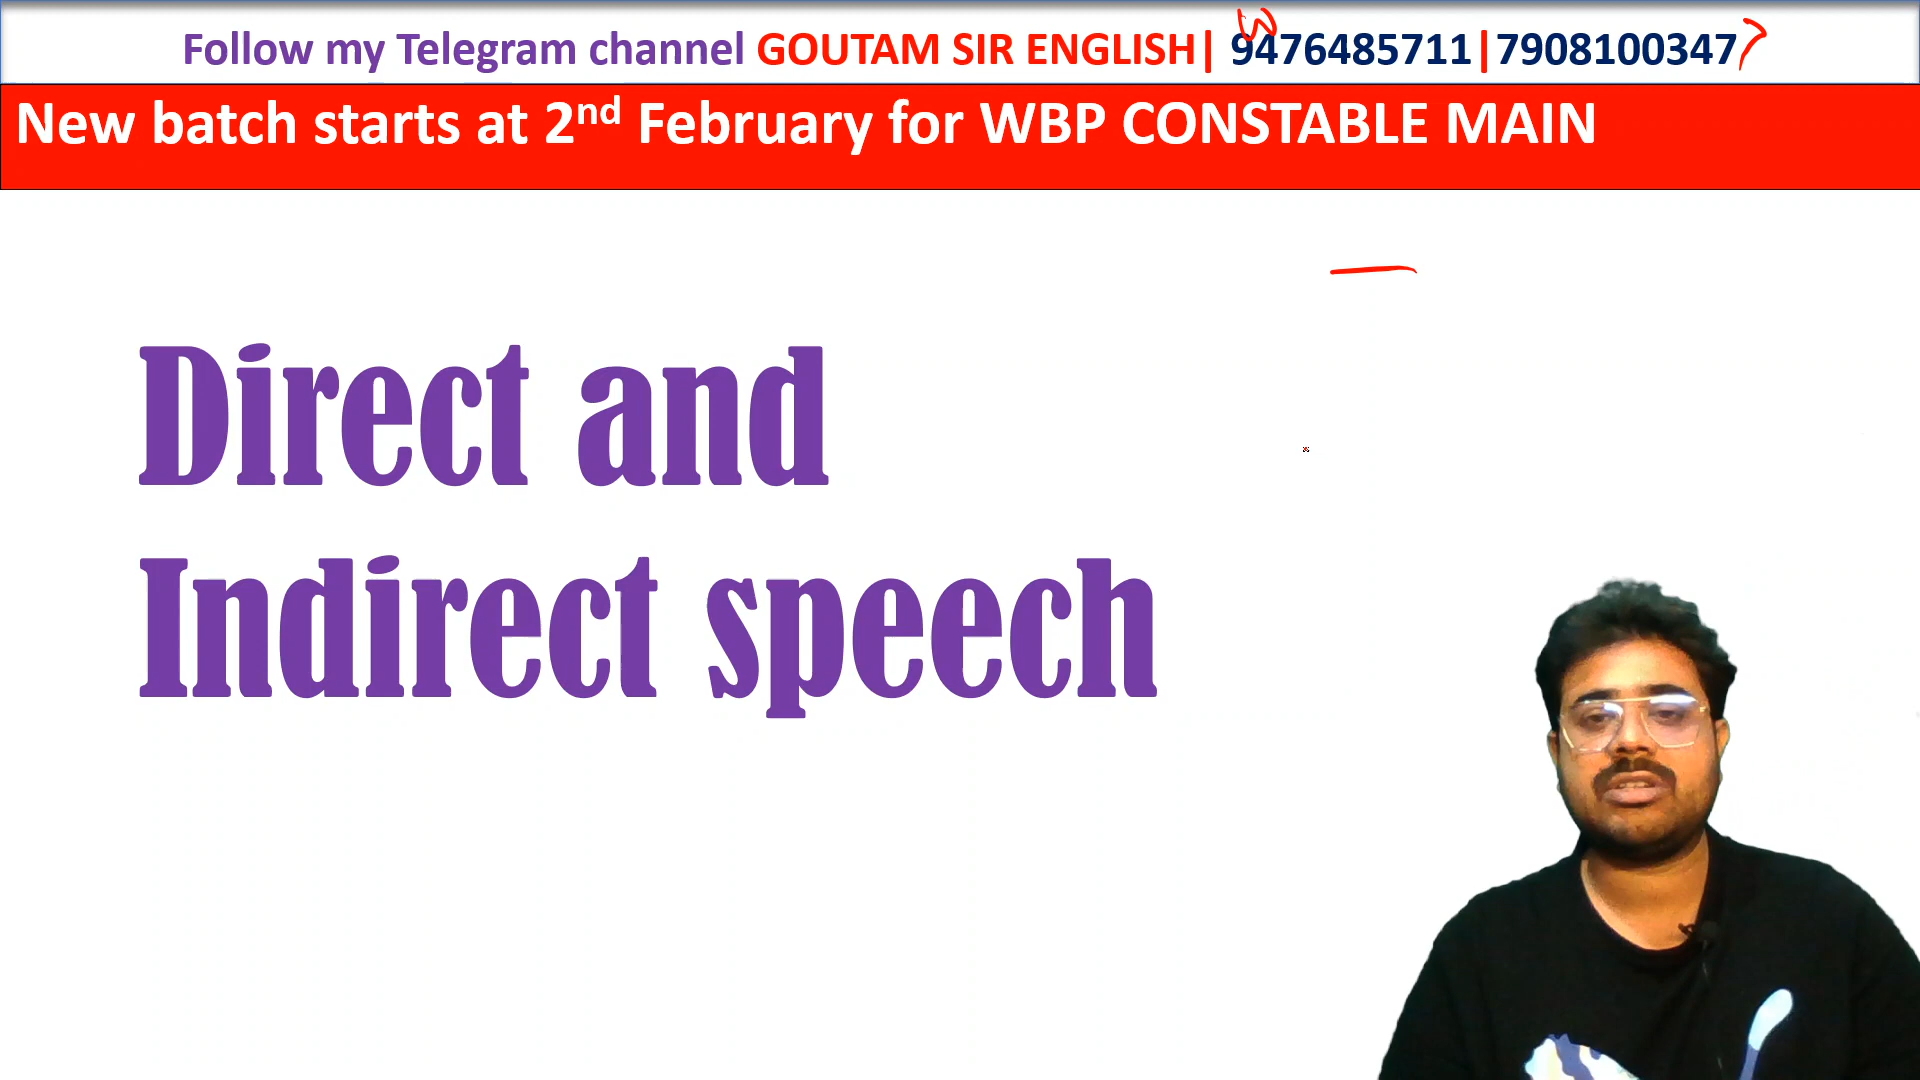 Follow my Telegram channel GOUTAM SIR ENGLISH| 9476485711|7908100347
New batch starts at 2nd February for WBP CONSTABLE MAIN
Direct and
Indirect speech